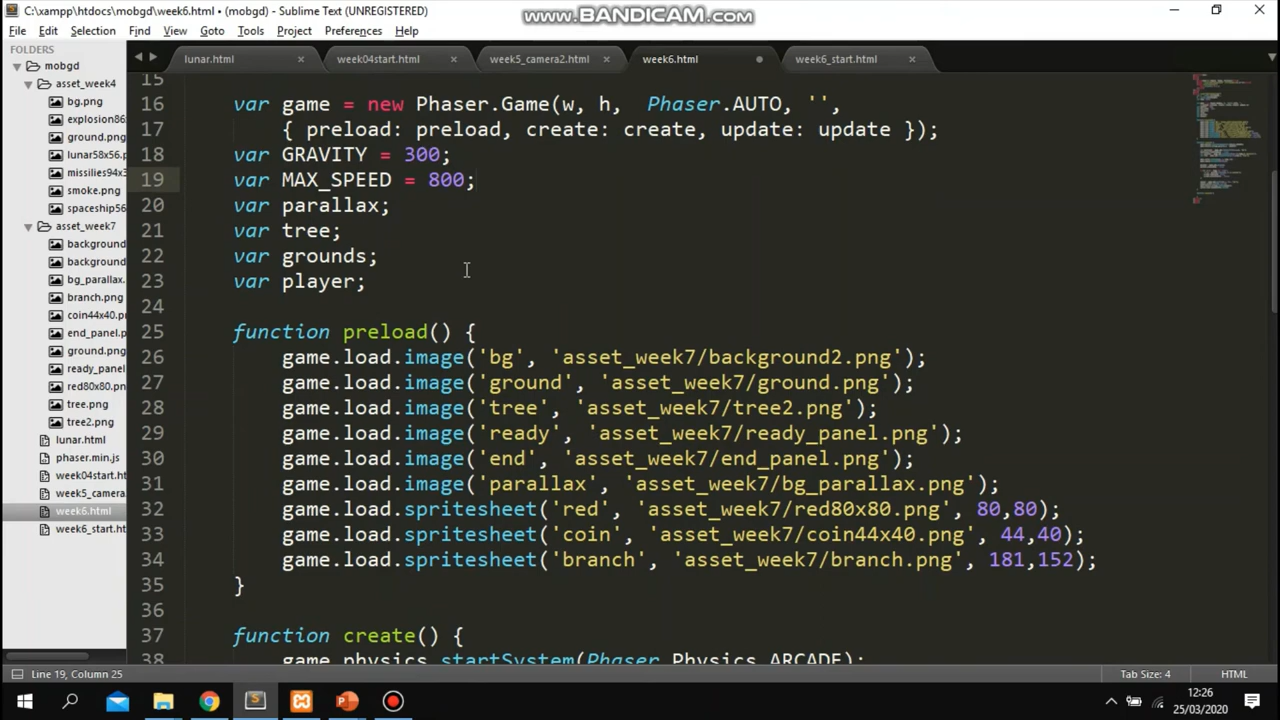 C:\xampp\htdocs\mobgd\week6.html • (mobgd) - Sublime Text (UNREGISTERED)
www.BANDICAM.com
File Edit Selection Find View Goto Tools Project Preferences Help
FOLDERS
mobgd
asset_week4
bg.png
explosion86
ground.png
lunar58x56.p
missilies94x3
smoke.png
spaceship56
asset_week7
background
background
bg_parallax.
branch.png
coin44x40.p
end_panel.p
ground.png
ready_panel
red80x80.pn
tree.png
tree2.png
lunar.html
phaser.min.js
week04start.ht
week5_camera.
week6.html
week6_start.ht
lunar.html × week04start.html × week5_camera2.html × week6.html • week6_start.html ×
15
16 var game = new Phaser.Game(w, h, Phaser.AUTO, '',
17 { preload: preload, create: create, update: update });
18 var GRAVITY = 300;
19 var MAX_SPEED = 800;
20 var parallax;
21 var tree;
22 var grounds;
23 var player;
24
25 function preload() {
26 game.load.image('bg', 'asset_week7/background2.png');
27 game.load.image('ground', 'asset_week7/ground.png');
28 game.load.image('tree', 'asset_week7/tree2.png');
29 game.load.image('ready', 'asset_week7/ready_panel.png');
30 game.load.image('end', 'asset_week7/end_panel.png');
31 game.load.image('parallax', 'asset_week7/bg_parallax.png');
32 game.load.spritesheet('red', 'asset_week7/red80x80.png', 80,80);
33 game.load.spritesheet('coin', 'asset_week7/coin44x40.png', 44,40);
34 game.load.spritesheet('branch', 'asset_week7/branch.png', 181,152);
35 }
36
37 function create() {
38 game.physics.startSystem(Phaser.Physics.ARCADE);
Line 19, Column 25
Tab Size: 4
HTML
12:26
25/03/2020